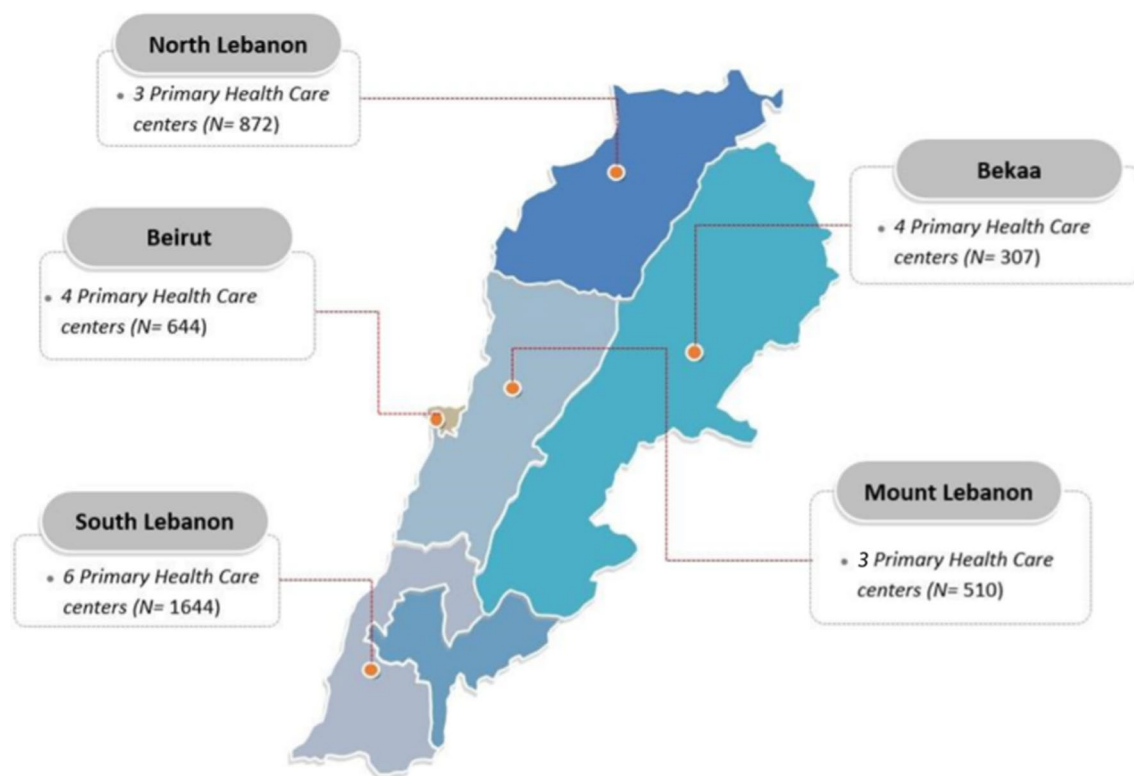 North Lebanon
• 3 Primary Health Care
centers (N= 872)
Bekaa
• 4 Primary Health Care
centers (N= 307)
Beirut
• 4 Primary Health Care
centers (N= 644)
Mount Lebanon
• 3 Primary Health Care
centers (N= 510)
South Lebanon
• 6 Primary Health Care
centers (N= 1644)